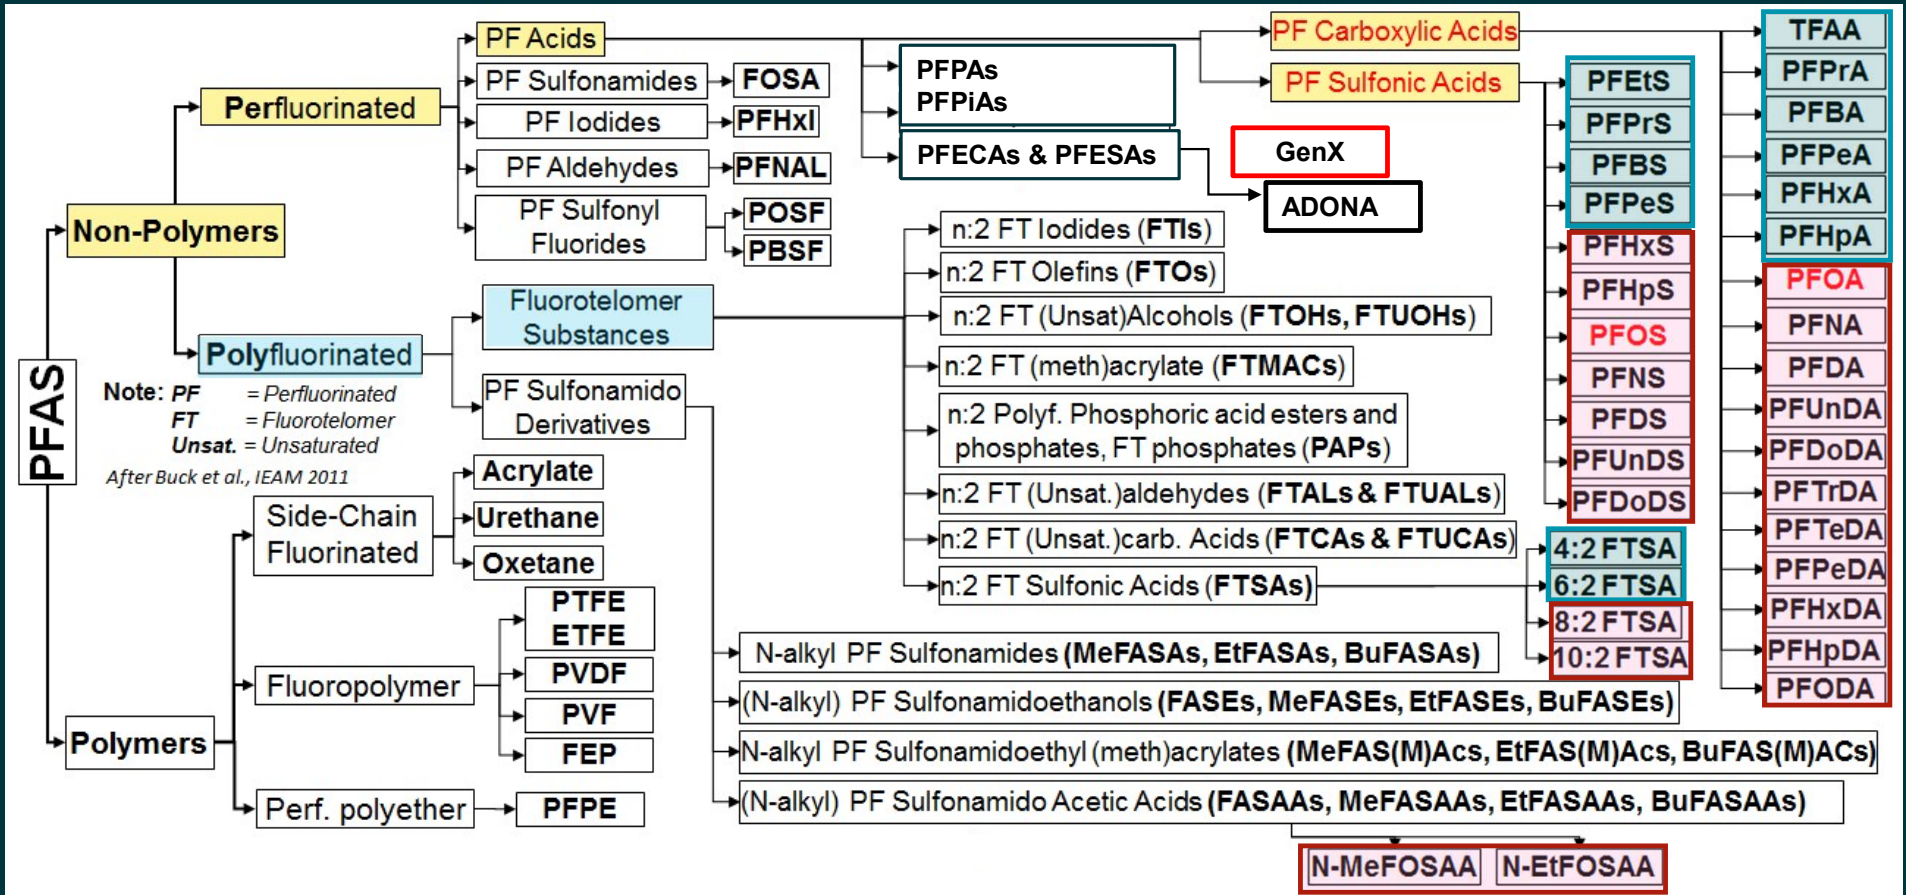 PFAS
Non-Polymers
Perfluorinated
PF Acids
PF Sulfonamides
FOSA
PF Iodides
PFHxI
PF Aldehydes
PFNAL
PF Sulfonyl
Fluorides
POSF
PBSF
PFPAs
PFPiAs
PFECAs & PFESAs
GenX
ADONA
PF Carboxylic Acids
PF Sulfonic Acids
PFEtS
PFPrS
PFBS
PFPeS
PFHxS
PFHpS
PFOS
PFNS
PFDS
PFUnDS
PFDoDS
TFAA
PFPrA
PFBA
PFPeA
PFHxA
PFHpA
PFOA
PFNA
PFDA
PFUnDA
PFDoDA
PFTrDA
PFTeDA
PFPeDA
PFHxDA
PFHpDA
PFODA
Polyfluorinated
Fluorotelomer
Substances
PF Sulfonamido
Derivatives
n:2 FT Iodides (FTIs)
n:2 FT Olefins (FTOs)
n:2 FT (Unsat)Alcohols (FTOHs, FTUOHs)
n:2 FT (meth)acrylate (FTMACs)
n:2 Polyf. Phosphoric acid esters and
phosphates, FT phosphates (PAPs)
n:2 FT (Unsat.)aldehydes (FTALs & FTUALs)
n:2 FT (Unsat.)carb. Acids (FTCAs & FTUCAs)
n:2 FT Sulfonic Acids (FTSAs)
4:2 FTSA
6:2 FTSA
8:2 FTSA
10:2 FTSA
N-alkyl PF Sulfonamides (MeFASAs, EtFASAs, BuFASAs)
(N-alkyl) PF Sulfonamidoethanols (FASEs, MeFASEs, EtFASEs, BuFASEs)
N-alkyl PF Sulfonamidoethyl (meth)acrylates (MeFAS(M)Acs, EtFAS(M)Acs, BuFAS(M)ACs)
(N-alkyl) PF Sulfonamido Acetic Acids (FASAAs, MeFASAAs, EtFASAAs, BuFASAAs)
N-MeFOSAA
N-EtFOSAA
Note: PF = Perfluorinated
FT = Fluorotelomer
Unsat. = Unsaturated
After Buck et al., IEAM 2011
Polymers
Side-Chain
Fluorinated
Acrylate
Urethane
Oxetane
Fluoropolymer
PTFE
ETFE
PVDF
PVF
FEP
Perf. polyether
PFPE